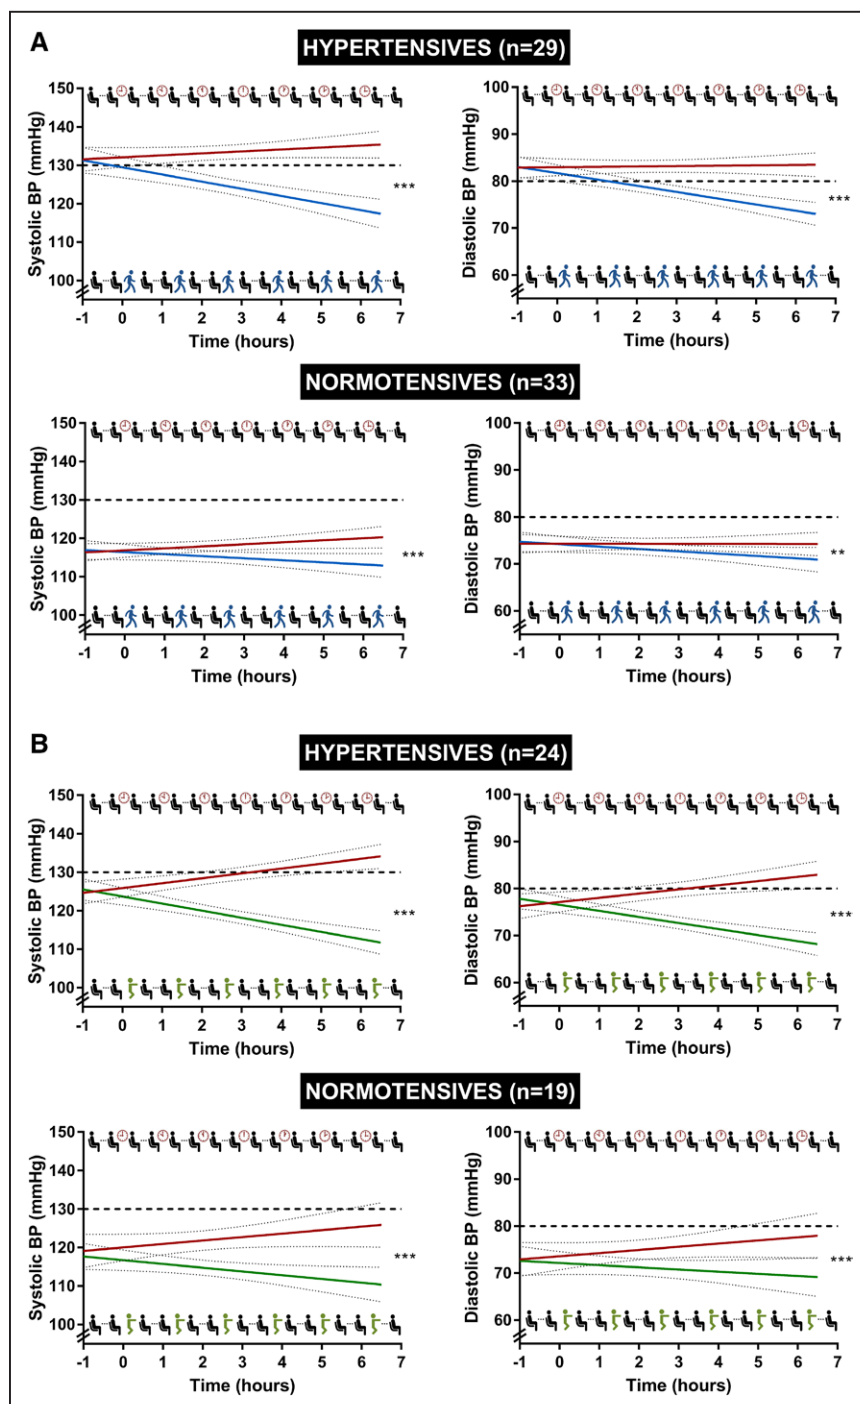 A
HYPERTENSIVES (n=29)
Systolic BP (mmHg)
150
140
130
120
110
100
***
-1 0 1 2 3 4 5 6 7
Time (hours)
Diastolic BP (mmHg)
100
90
80
70
60
***
-1 0 1 2 3 4 5 6 7
Time (hours)
NORMOTENSIVES (n=33)
Systolic BP (mmHg)
150
140
130
120
110
100
***
-1 0 1 2 3 4 5 6 7
Time (hours)
Diastolic BP (mmHg)
100
90
80
70
60
**
-1 0 1 2 3 4 5 6 7
Time (hours)
B
HYPERTENSIVES (n=24)
Systolic BP (mmHg)
150
140
130
120
110
100
***
-1 0 1 2 3 4 5 6 7
Time (hours)
Diastolic BP (mmHg)
100
90
80
70
60
***
-1 0 1 2 3 4 5 6 7
Time (hours)
NORMOTENSIVES (n=19)
Systolic BP (mmHg)
150
140
130
120
110
100
***
-1 0 1 2 3 4 5 6 7
Time (hours)
Diastolic BP (mmHg)
100
90
80
70
60
***
-1 0 1 2 3 4 5 6 7
Time (hours)